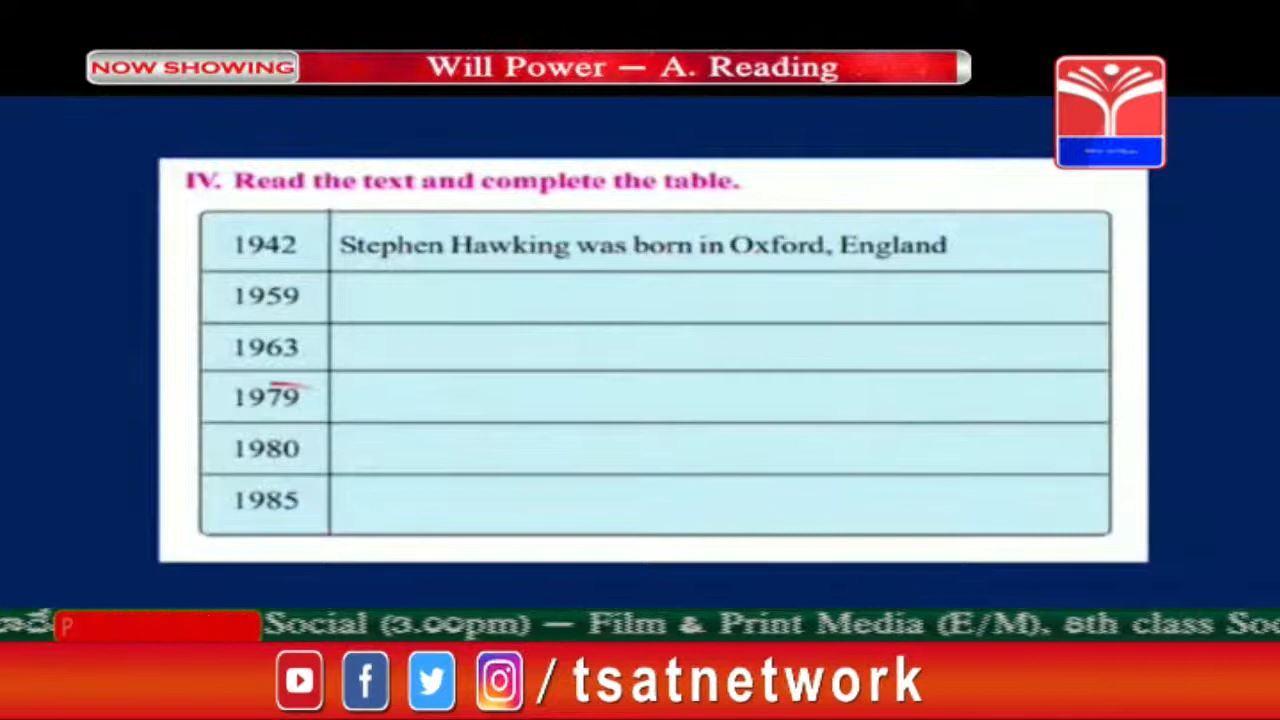 NOW SHOWING
Will Power — A. Reading
IV. Read the text and complete the table.
1942 Stephen Hawking was born in Oxford, England
1959
1963
1979
1980
1985
P
Social (3.00pm) — Film & Print Media (E/M), 8th class Soc
/ tsatnetwork